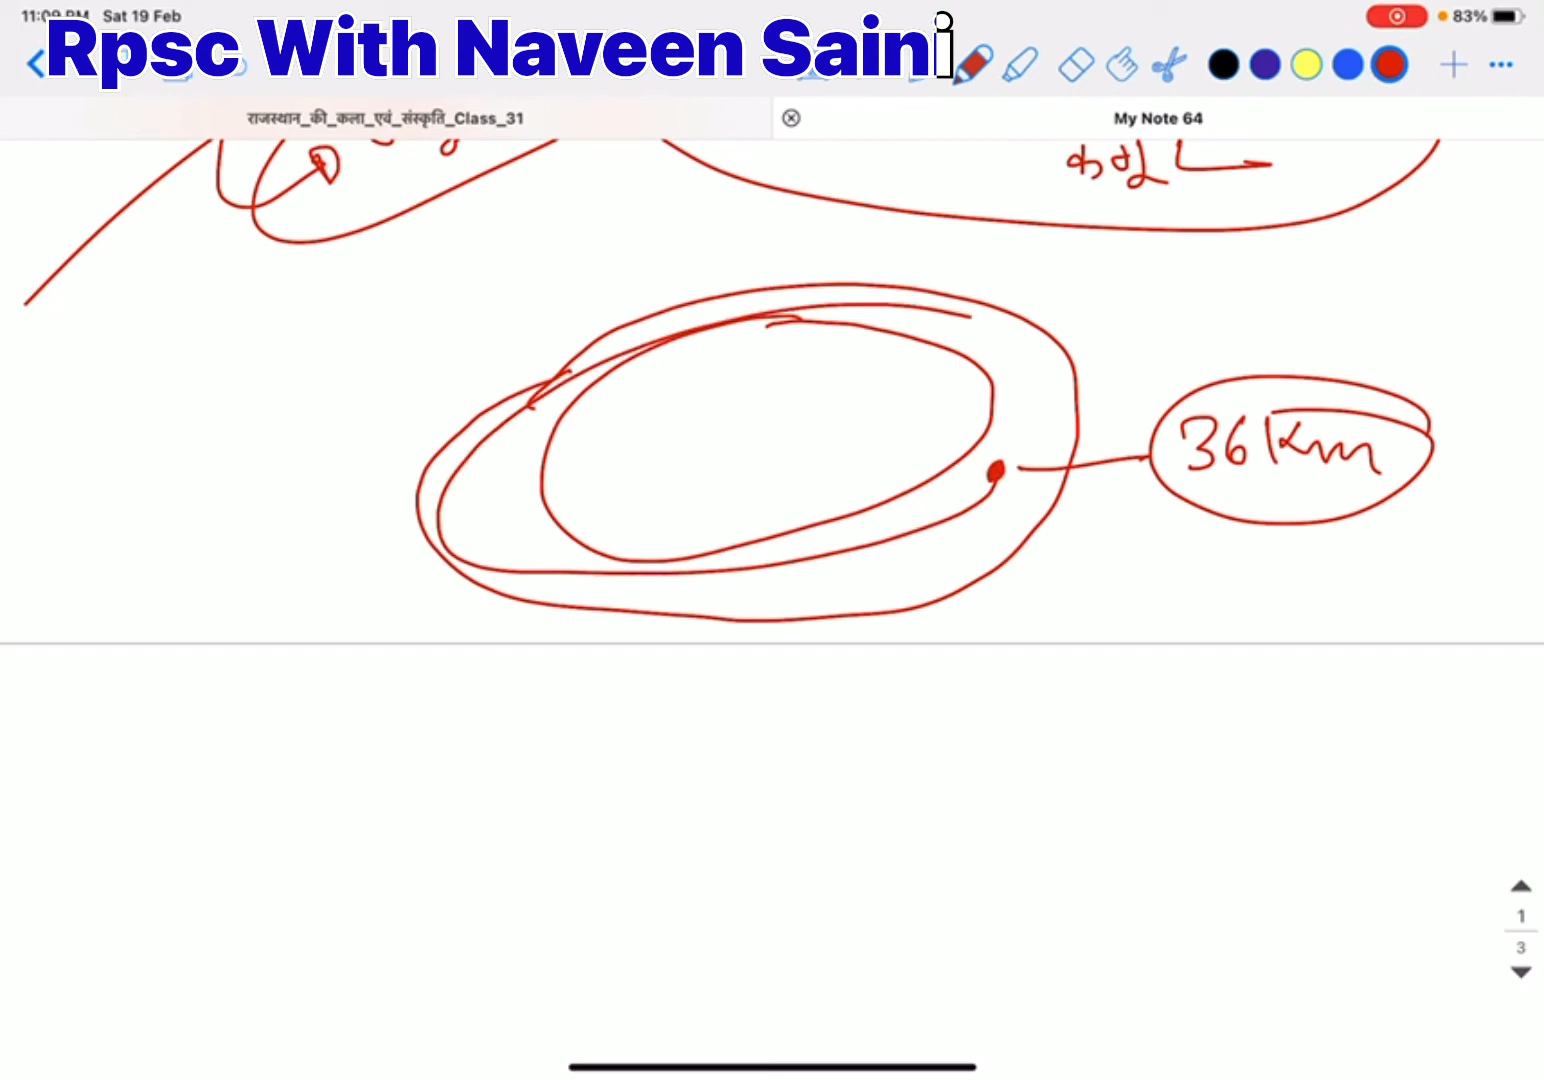 11:09 PM Sat 19 Feb
83%
Rpsc With Naveen Saini
राजस्थान_की_कला_एवं_संस्कृति_Class_31
My Note 64
36 Km
1
3